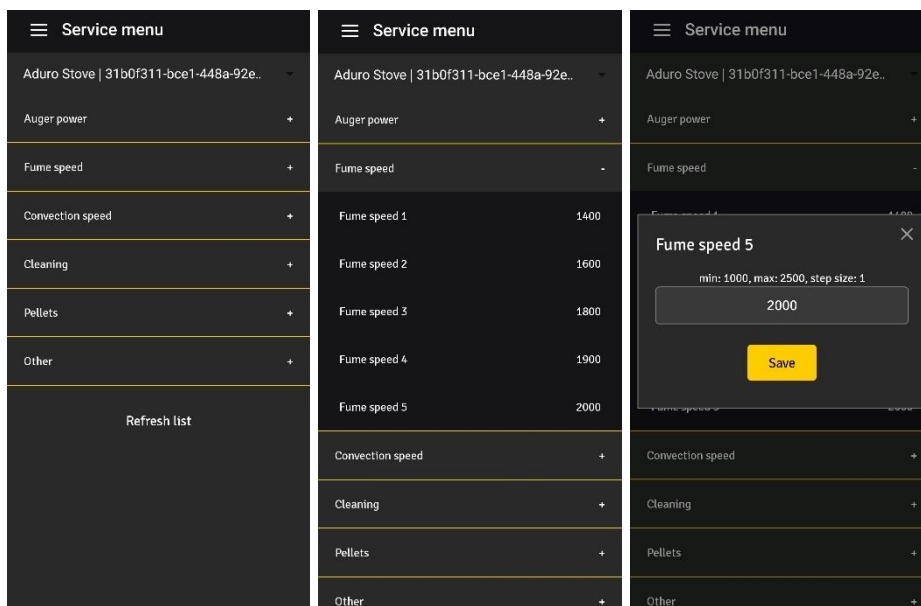 Service menu
Aduro Stove | 31b0f311-bce1-448a-92e..
Auger power +
Fume speed +
Convection speed +
Cleaning +
Pellets +
Other +
Refresh list
Service menu
Aduro Stove | 31b0f311-bce1-448a-92e..
Auger power +
Fume speed -
Fume speed 1 1400
Fume speed 2 1600
Fume speed 3 1800
Fume speed 4 1900
Fume speed 5 2000
Convection speed +
Cleaning +
Pellets +
Other +
Service menu
Aduro Stove | 31b0f311-bce1-448a-92e..
Auger power +
Fume speed -
Fume speed 5
min: 1000, max: 2500, step size: 1
2000
Save
Convection speed +
Cleaning +
Pellets +
Other +